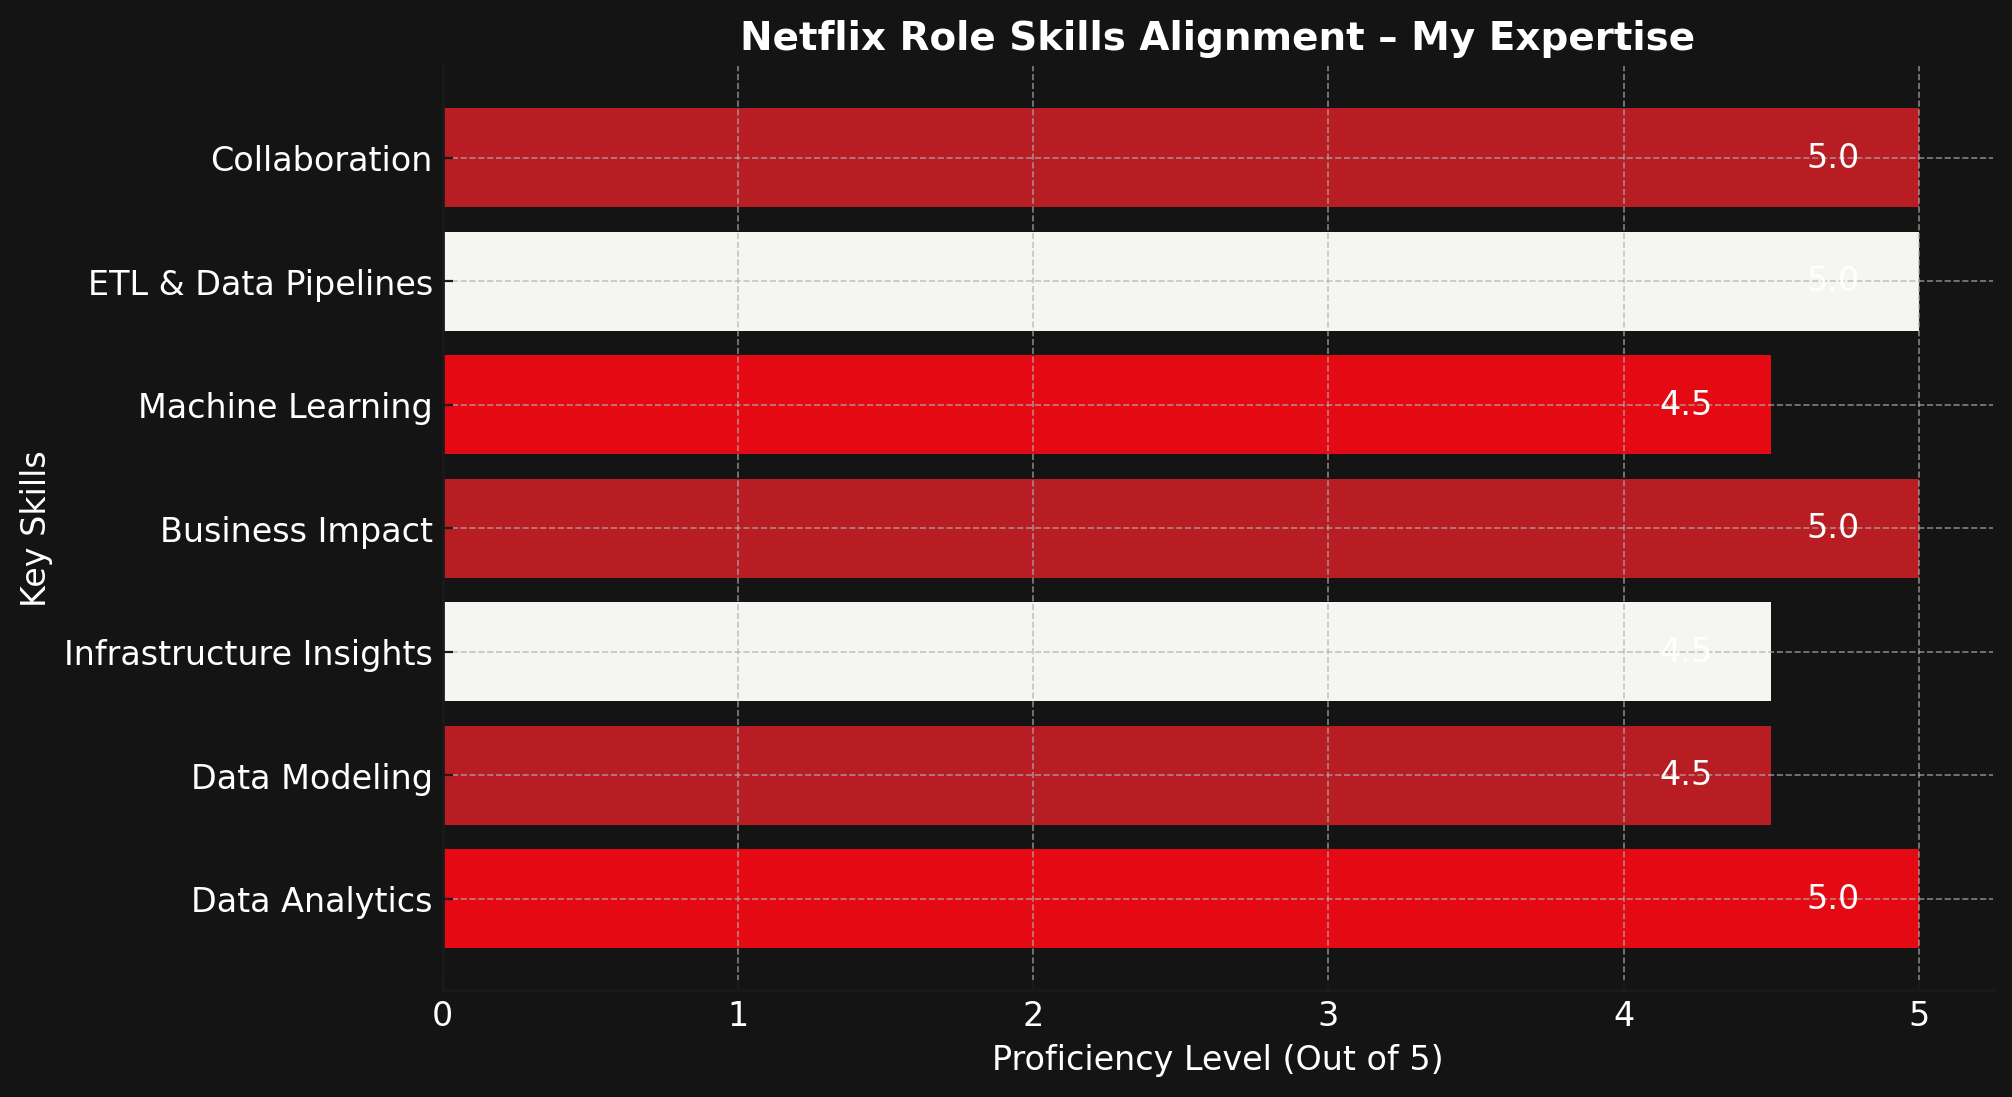 Netflix Role Skills Alignment – My Expertise
Key Skills
Collaboration 5.0
ETL & Data Pipelines 5.0
Machine Learning 4.5
Business Impact 5.0
Infrastructure Insights 4.5
Data Modeling 4.5
Data Analytics 5.0
0 1 2 3 4 5
Proficiency Level (Out of 5)